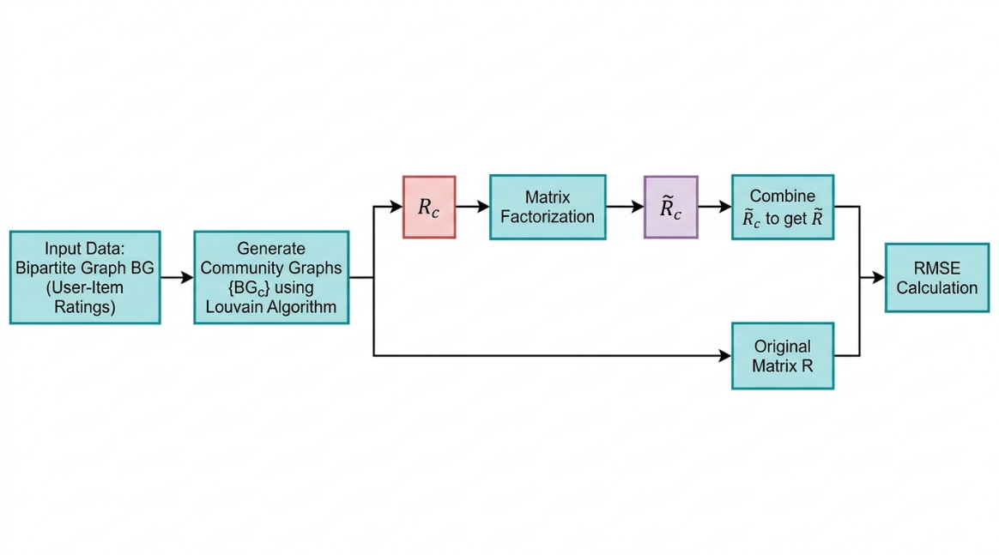 Input Data:
Bipartite Graph BG
(User-Item
Ratings)
Generate
Community Graphs
{BG_c} using
Louvain Algorithm
R_c
Matrix
Factorization
R̃_c
Combine
R̃_c to get R̃
Original
Matrix R
RMSE
Calculation